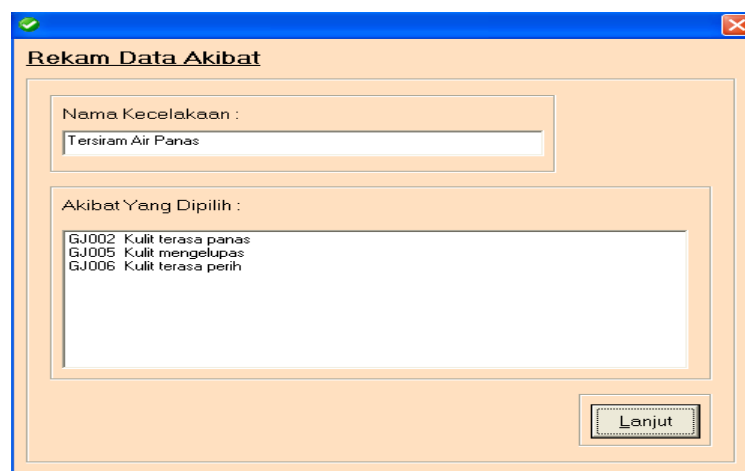 Rekam Data Akibat
Nama Kecelakaan :
Tersiram Air Panas
Akibat Yang Dipilih :
GJ002 Kulit terasa panas
GJ005 Kulit mengelupas
GJ006 Kulit terasa perih
Lanjut